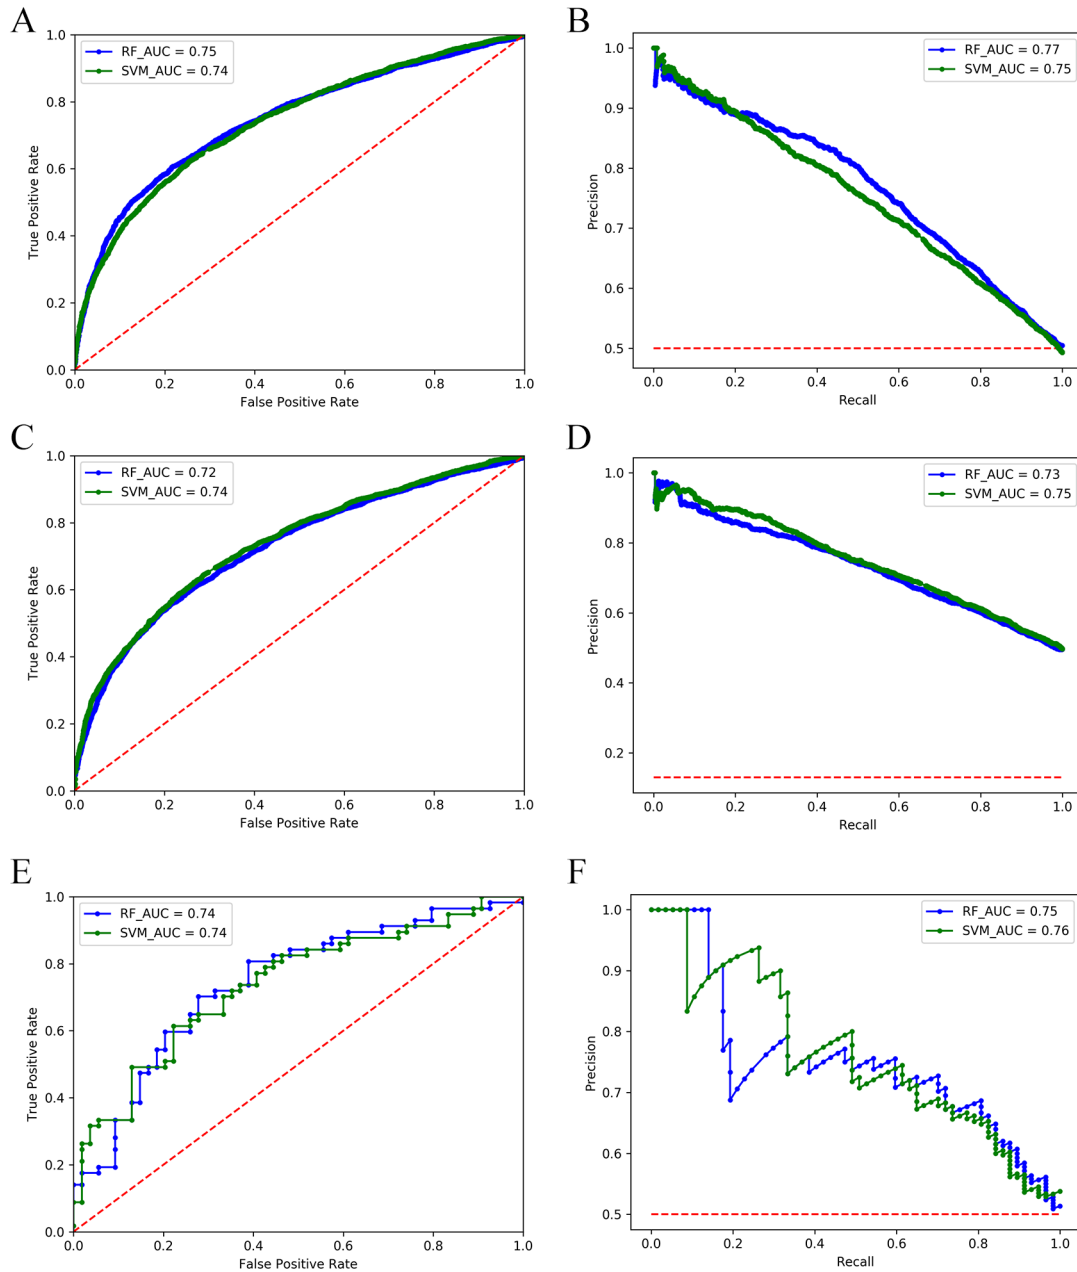 A
RF_AUC = 0.75
SVM_AUC = 0.74
1.0
0.8
0.6
0.4
0.2
0.0
True Positive Rate
0.0 0.2 0.4 0.6 0.8 1.0
False Positive Rate
B
RF_AUC = 0.77
SVM_AUC = 0.75
1.0
0.9
0.8
0.7
0.6
0.5
Precision
0.0 0.2 0.4 0.6 0.8 1.0
Recall
C
RF_AUC = 0.72
SVM_AUC = 0.74
1.0
0.8
0.6
0.4
0.2
0.0
True Positive Rate
0.0 0.2 0.4 0.6 0.8 1.0
False Positive Rate
D
RF_AUC = 0.73
SVM_AUC = 0.75
1.0
0.8
0.6
0.4
0.2
Precision
0.0 0.2 0.4 0.6 0.8 1.0
Recall
E
RF_AUC = 0.74
SVM_AUC = 0.74
1.0
0.8
0.6
0.4
0.2
0.0
True Positive Rate
0.0 0.2 0.4 0.6 0.8 1.0
False Positive Rate
F
RF_AUC = 0.75
SVM_AUC = 0.76
1.0
0.9
0.8
0.7
0.6
0.5
Precision
0.0 0.2 0.4 0.6 0.8 1.0
Recall